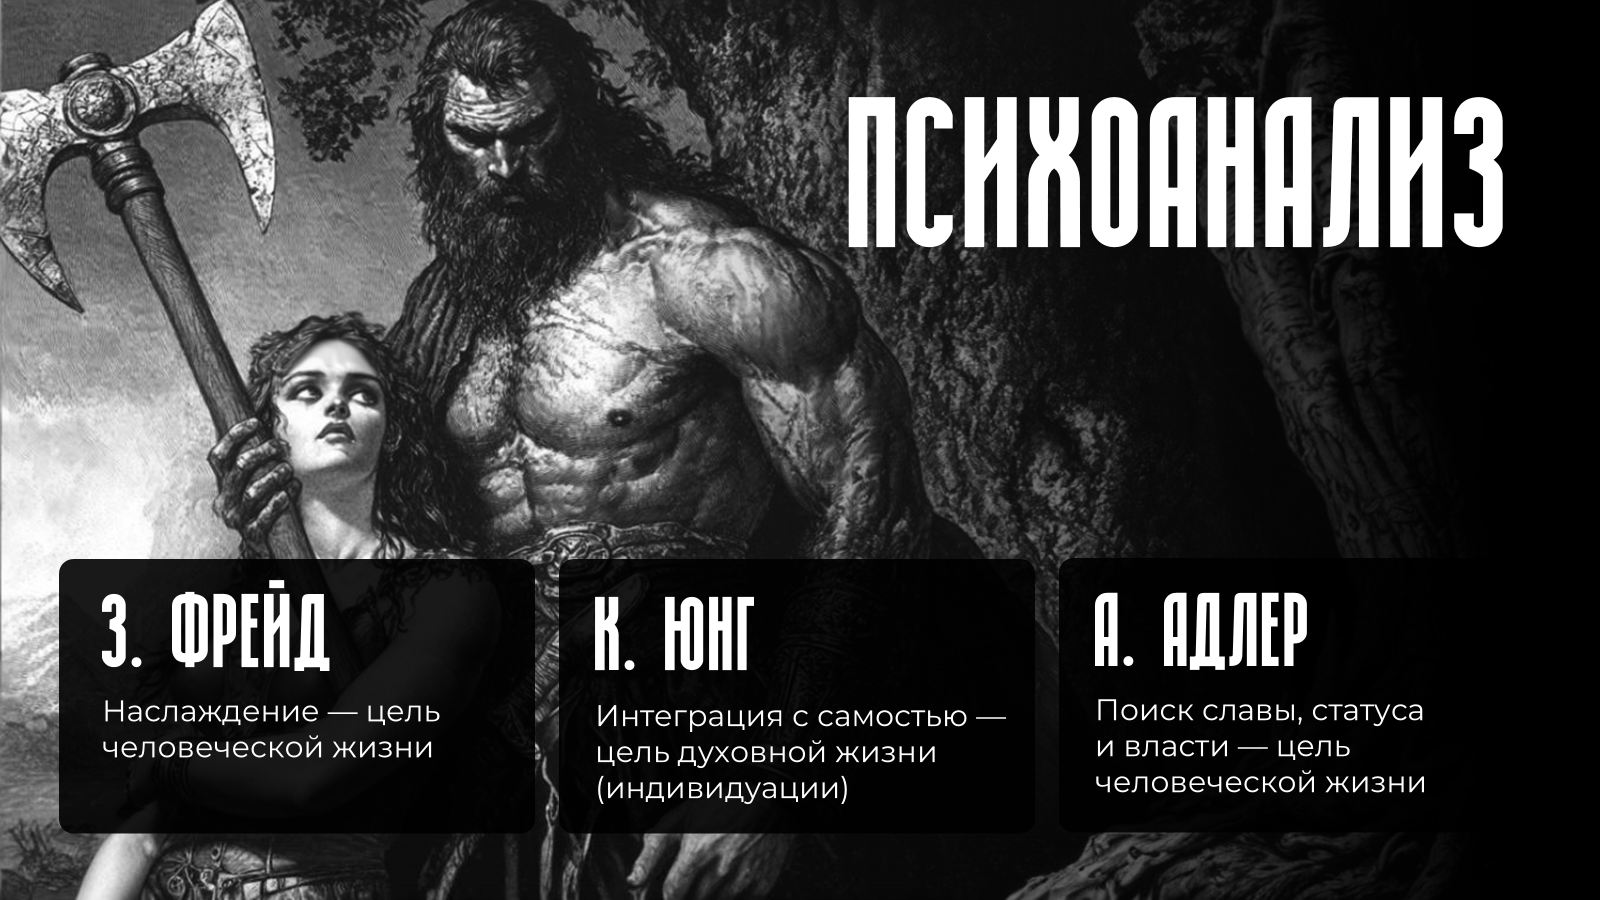 ПСИХОАНАЛИЗ
З. ФРЕЙД
Наслаждение — цель
человеческой жизни
К. ЮНГ
Интеграция с самостью —
цель духовной жизни
(индивидуации)
А. АДЛЕР
Поиск славы, статуса
и власти — цель
человеческой жизни